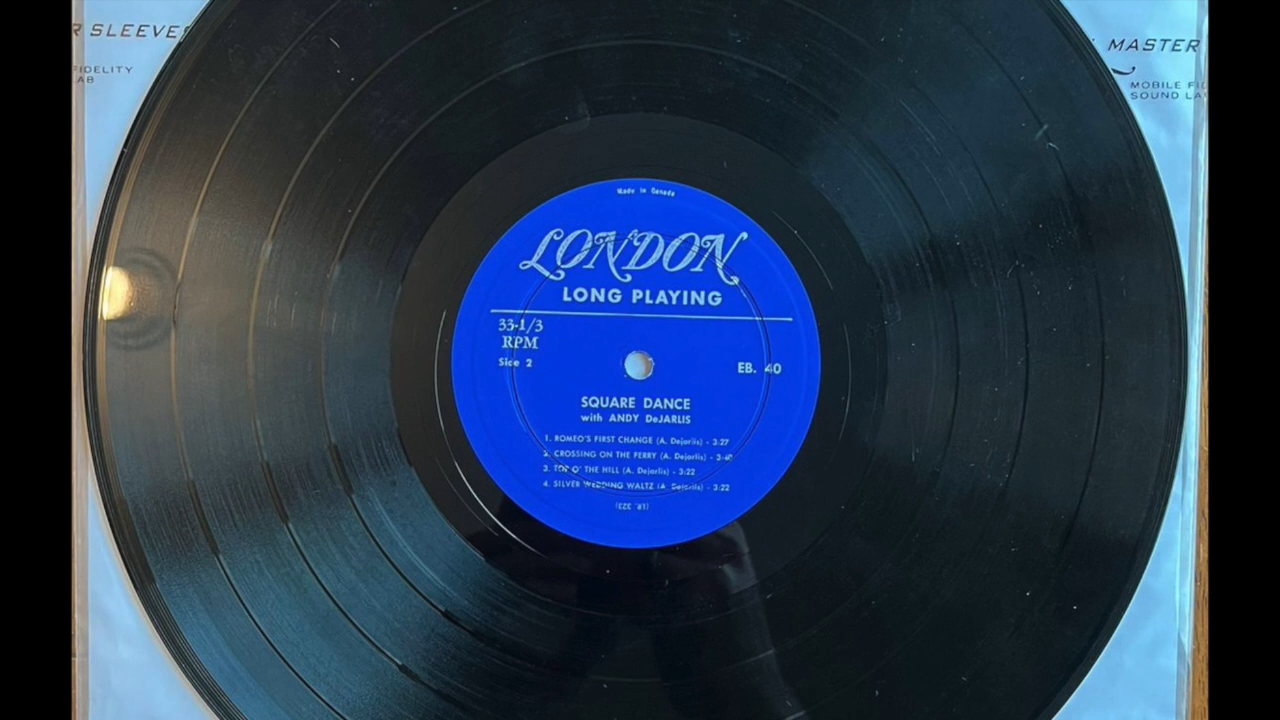 R SLEEVES
FIDELITY
LAB
MASTER
MOBILE FI
SOUND LA
Made in Canada
LONDON
LONG PLAYING
33-1/3
RPM
Side 2
EB. 40
SQUARE DANCE
with ANDY DeJARLIS
1. ROMEO'S FIRST CHANGE (A. Dejarlis) - 3:27
2. CROSSING ON THE FERRY (A. Dejarlis) -
3. TOP O' THE HILL (A. Dejarlis) - 3:22
4. SILVER WEDDING WALTZ (A. Dejarlis) - 3:22
(LB. 323)